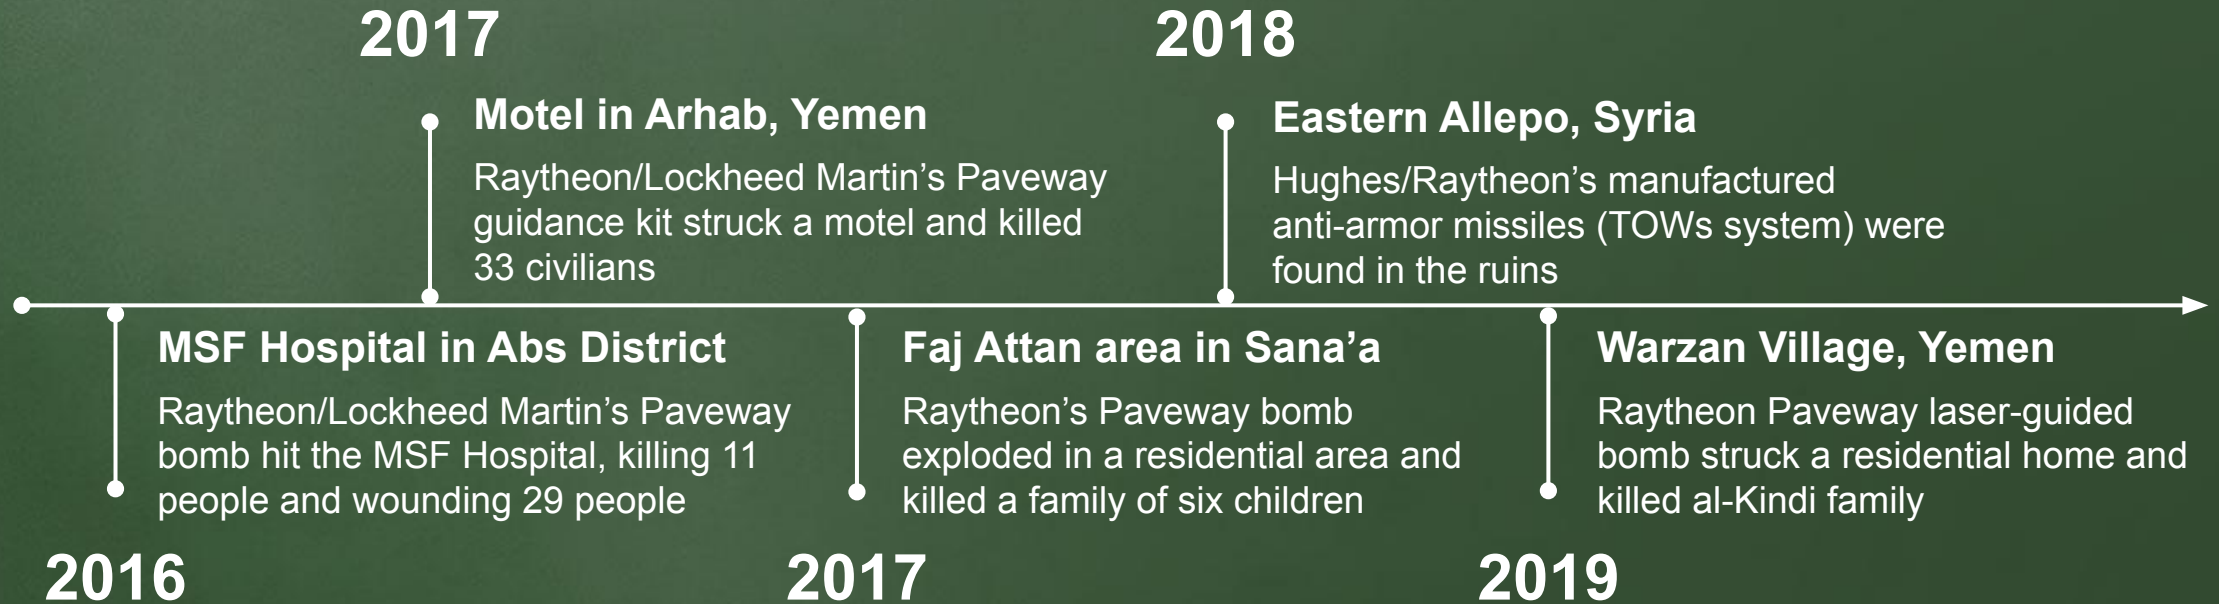 2017
Motel in Arhab, Yemen
Raytheon/Lockheed Martin’s Paveway
guidance kit struck a motel and killed
33 civilians
2018
Eastern Allepo, Syria
Hughes/Raytheon’s manufactured
anti-armor missiles (TOWs system) were
found in the ruins
MSF Hospital in Abs District
Raytheon/Lockheed Martin’s Paveway
bomb hit the MSF Hospital, killing 11
people and wounding 29 people
2016
Faj Attan area in Sana’a
Raytheon’s Paveway bomb
exploded in a residential area and
killed a family of six children
2017
Warzan Village, Yemen
Raytheon Paveway laser-guided
bomb struck a residential home and
killed al-Kindi family
2019